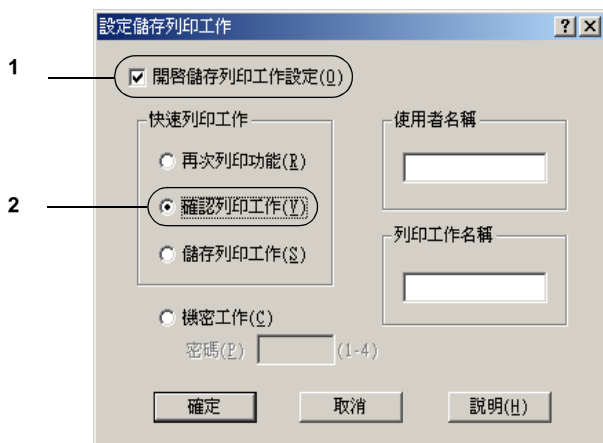 設定儲存列印工作
1
開啓儲存列印工作設定(O)
快速列印工作
再次列印功能(R)
2
確認列印工作(V)
儲存列印工作(S)
機密工作(C)
密碼(P)
(1-4)
使用者名稱
列印工作名稱
確定
取消
說明(H)